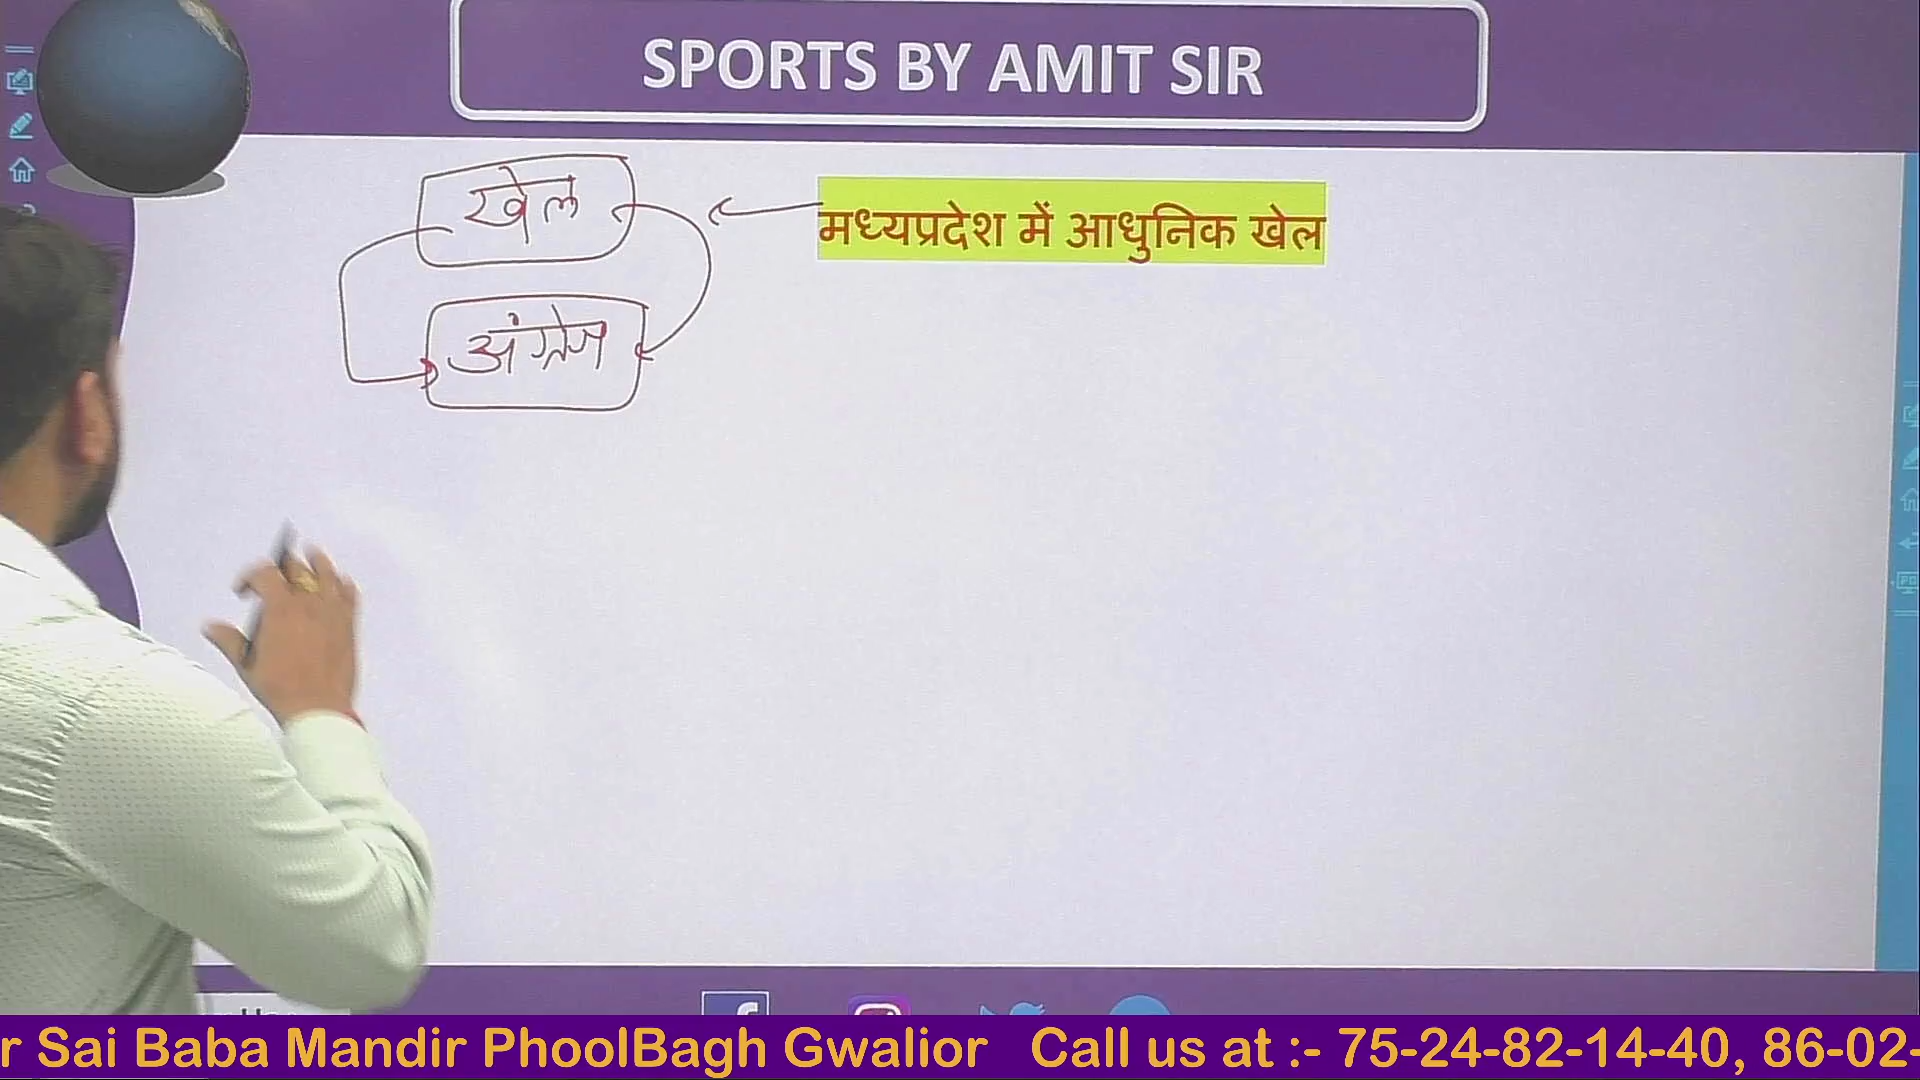 SPORTS BY AMIT SIR
खेल
मध्यप्रदेश में आधुनिक खेल
अंग्रेज
r Sai Baba Mandir PhoolBagh Gwalior Call us at :- 75-24-82-14-40, 86-02-